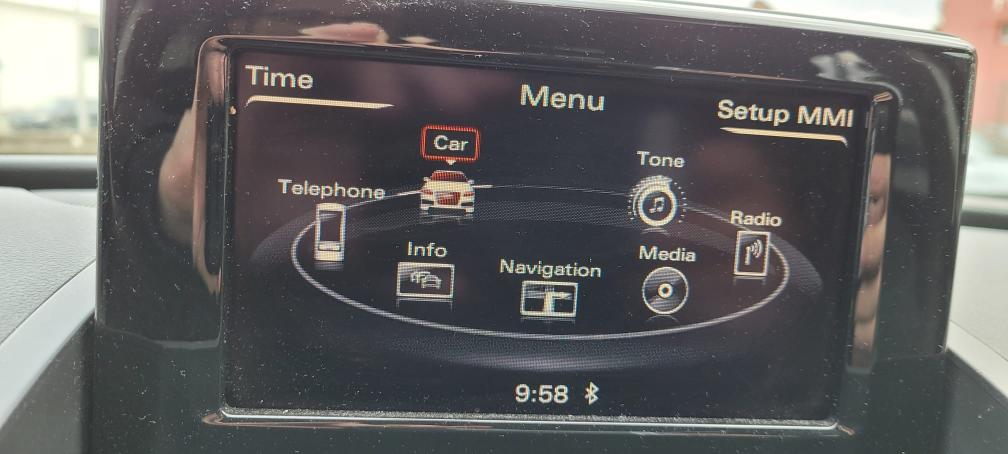 Time
Menu
Setup MMI
Car
Tone
Telephone
Radio
Info
Navigation
Media
9:58